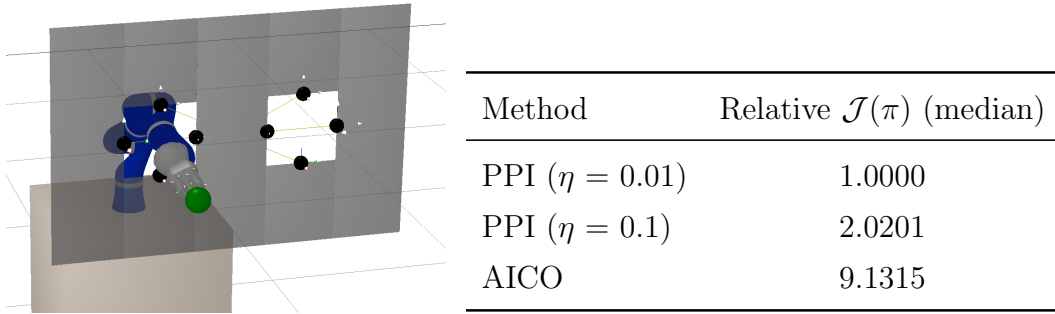 Method Relative 𝒥(π) (median)
PPI (η = 0.01) 1.0000
PPI (η = 0.1) 2.0201
AICO 9.1315